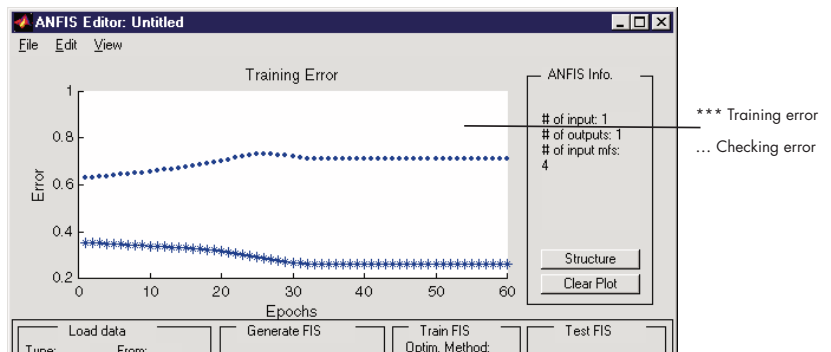 ANFIS Editor: Untitled
File Edit View
Training Error
1
0.8
0.6
0.4
0.2
Error
0 10 20 30 40 50 60
Epochs
ANFIS Info.
# of input: 1
# of outputs: 1
# of input mfs:
4
Structure
Clear Plot
*** Training error
... Checking error
Load data
Type: From:
Generate FIS
Train FIS
Optim. Method:
Test FIS